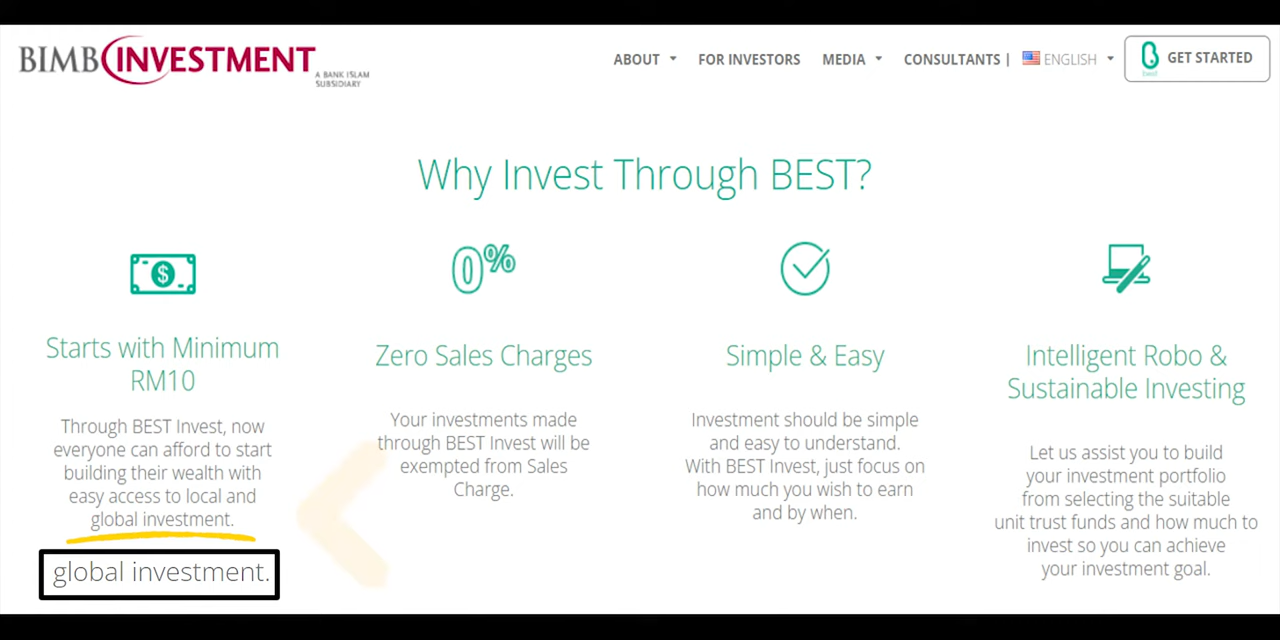 BIMB INVESTMENT
A BANK ISLAM
SUBSIDIARY
ABOUT
FOR INVESTORS
MEDIA
CONSULTANTS |
ENGLISH
best
GET STARTED
Why Invest Through BEST?
$
0%
Starts with Minimum
RM10
Through BEST Invest, now
everyone can afford to start
building their wealth with
easy access to local and
global investment.
global investment.
Zero Sales Charges
Your investments made
through BEST Invest will be
exempted from Sales
Charge.
Simple & Easy
Investment should be simple
and easy to understand.
With BEST Invest, just focus on
how much you wish to earn
and by when.
Intelligent Robo &
Sustainable Investing
Let us assist you to build
your investment portfolio
from selecting the suitable
unit trust funds and how much to
invest so you can achieve
your investment goal.